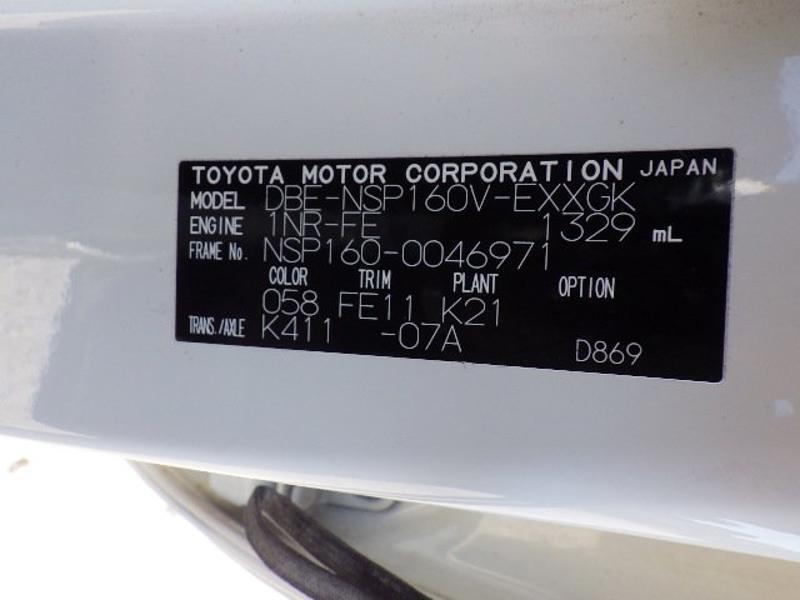 TOYOTA MOTOR CORPORATION JAPAN
MODEL DBE-NSP160V-EXXGK
ENGINE 1NR-FE 1329 mL
FRAME No. NSP160-0046971
COLOR TRIM PLANT OPTION
058 FE11 K21
TRANS./AXLE K411 -07A
D869